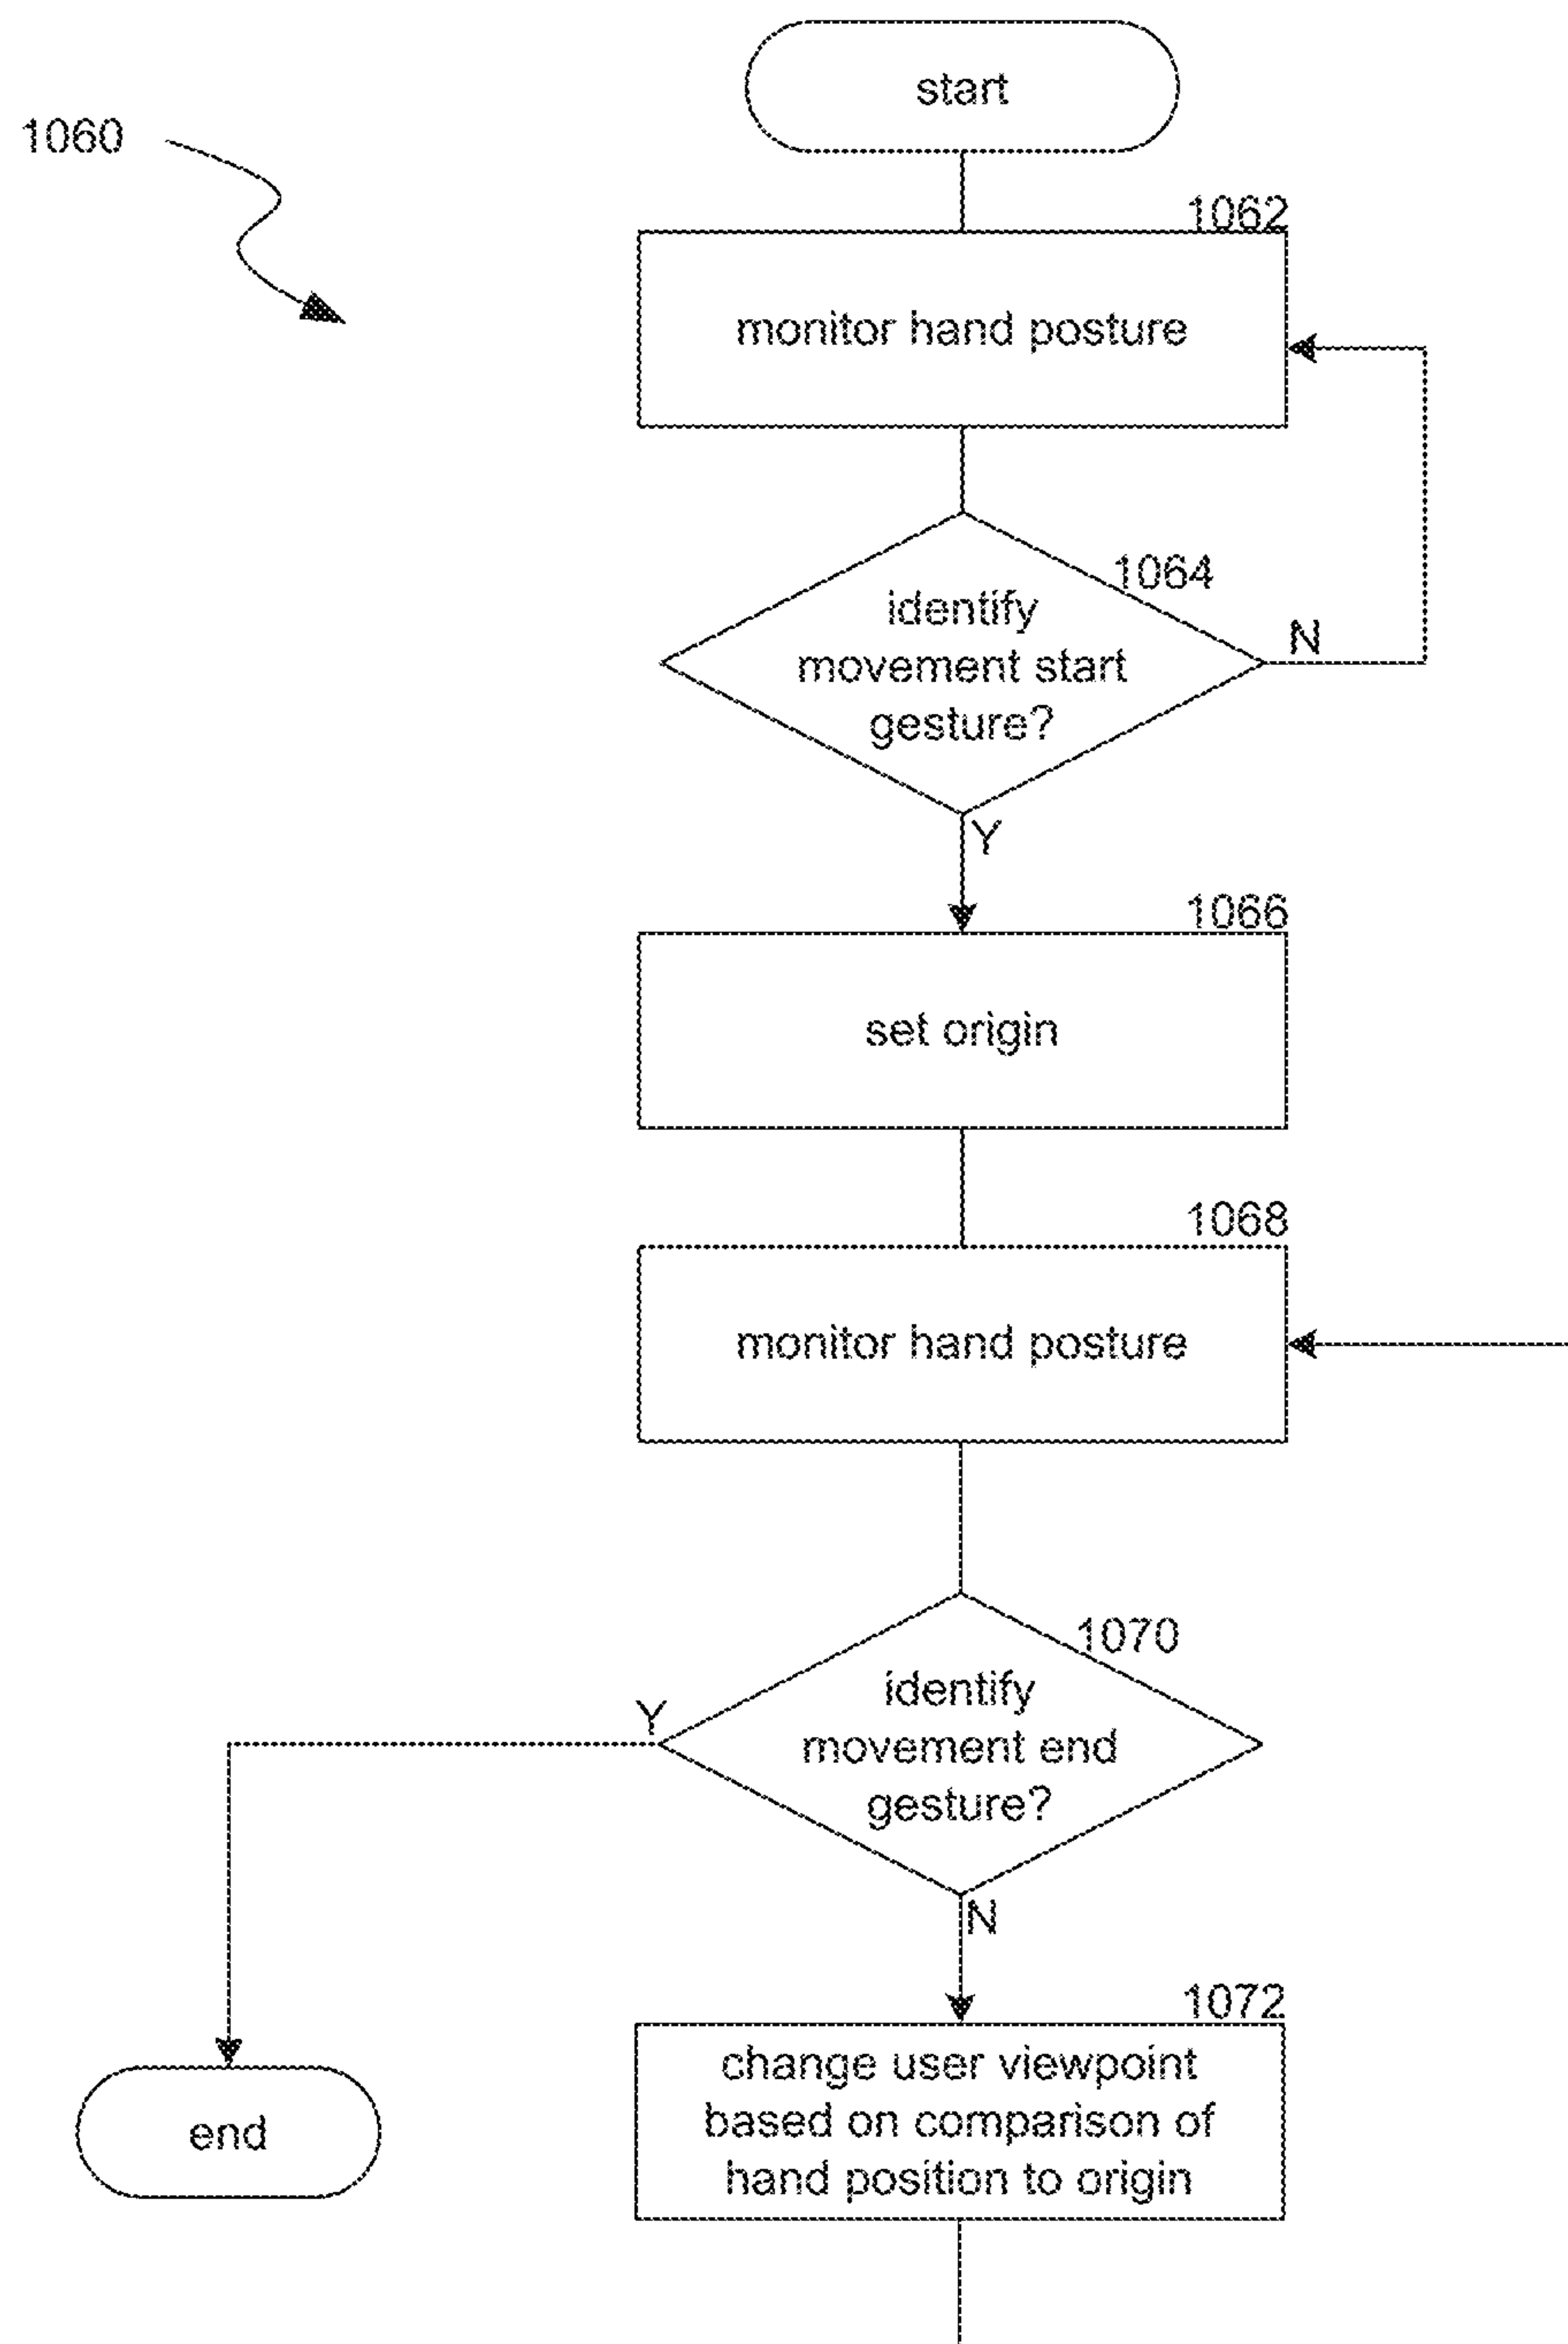 start
1060
1062
monitor hand posture
1064
identify
movement start
gesture?
N
Y
1066
set origin
1068
monitor hand posture
1070
identify
movement end
gesture?
Y
N
1072
change user viewpoint
based on comparison of
hand position to origin
end